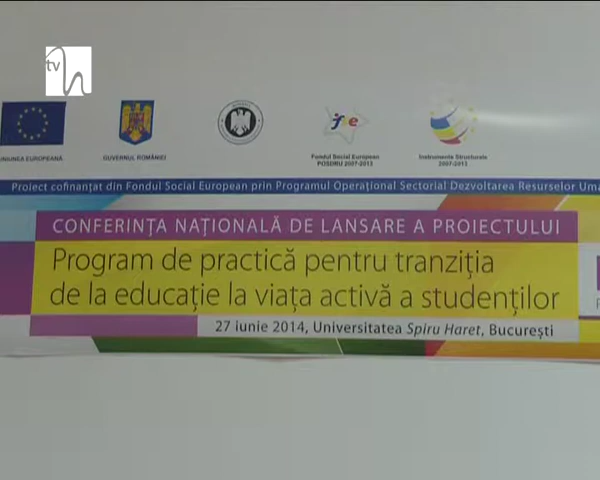 tv h
UNIUNEA EUROPEANĂ
GUVERNUL ROMÂNIEI
fse
Fondul Social European
POSDRU 2007-2013
Instrumente Structurale
2007-2013
Proiect cofinanțat din Fondul Social European prin Programul Operațional Sectorial Dezvoltarea Resurselor Uma
CONFERINȚA NAȚIONALĂ DE LANSARE A PROIECTULUI
Program de practică pentru tranziția
de la educație la viața activă a studenților
27 iunie 2014, Universitatea Spiru Haret, București